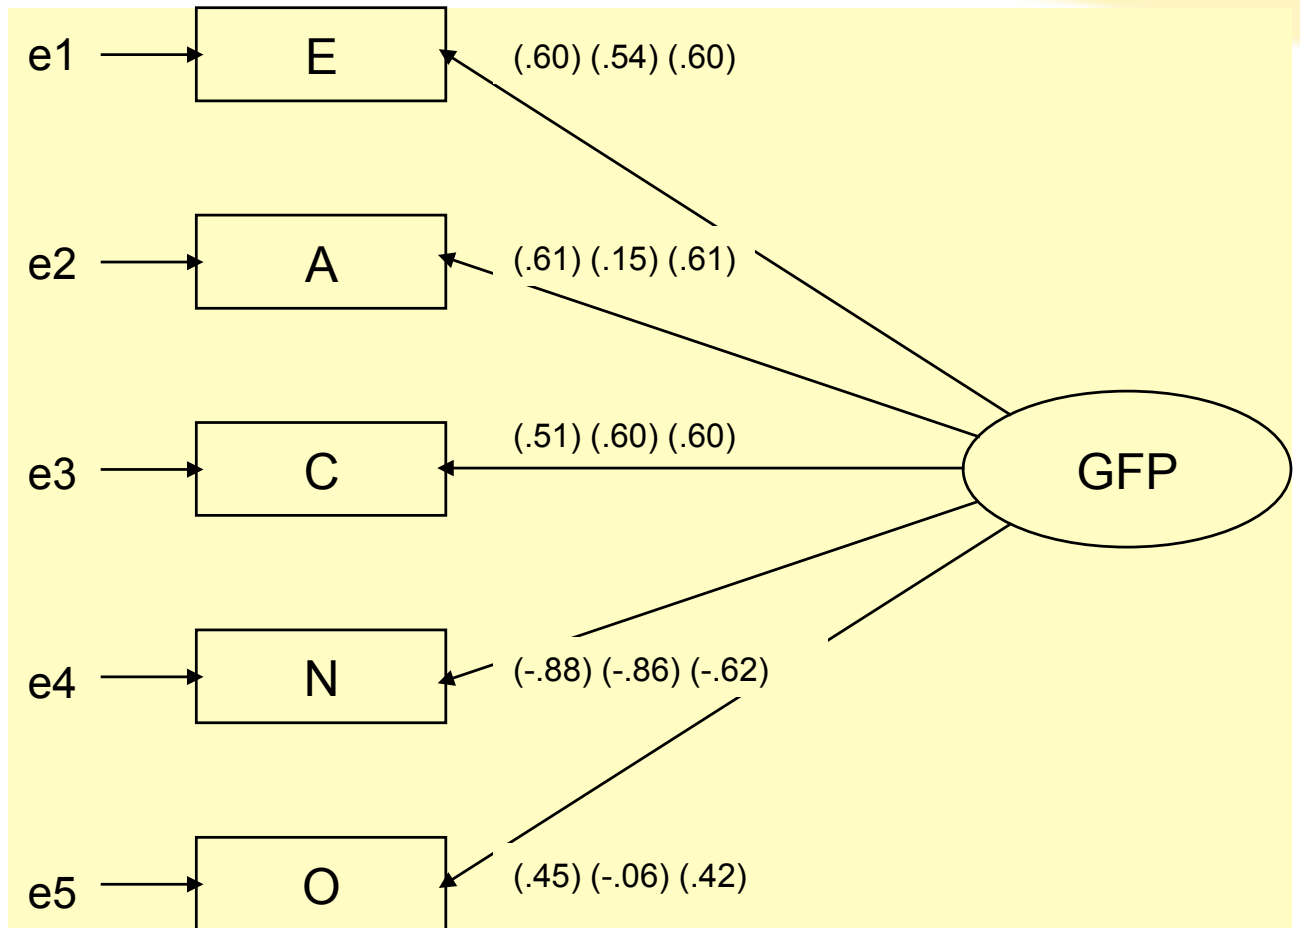 e1 E (.60) (.54) (.60)
e2 A (.61) (.15) (.61)
e3 C (.51) (.60) (.60)
GFP
e4 N (-.88) (-.86) (-.62)
e5 O (.45) (-.06) (.42)